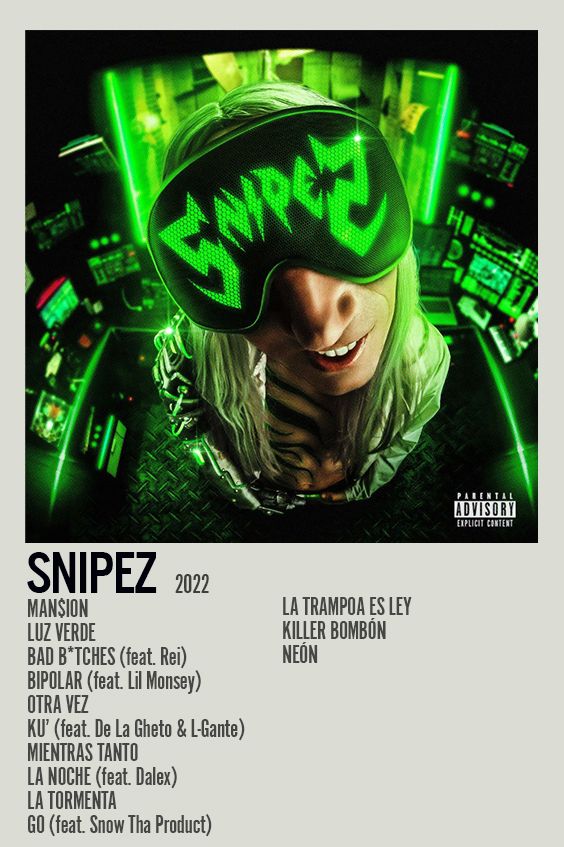 SNIPEZ
PARENTAL
ADVISORY
EXPLICIT CONTENT
SNIPEZ 2022
MAN$ION
LUZ VERDE
BAD B*TCHES (feat. Rei)
BIPOLAR (feat. Lil Monsey)
OTRA VEZ
KU' (feat. De La Gheto & L-Gante)
MIENTRAS TANTO
LA NOCHE (feat. Dalex)
LA TORMENTA
GO (feat. Snow Tha Product)
LA TRAMPOA ES LEY
KILLER BOMBÓN
NEÓN